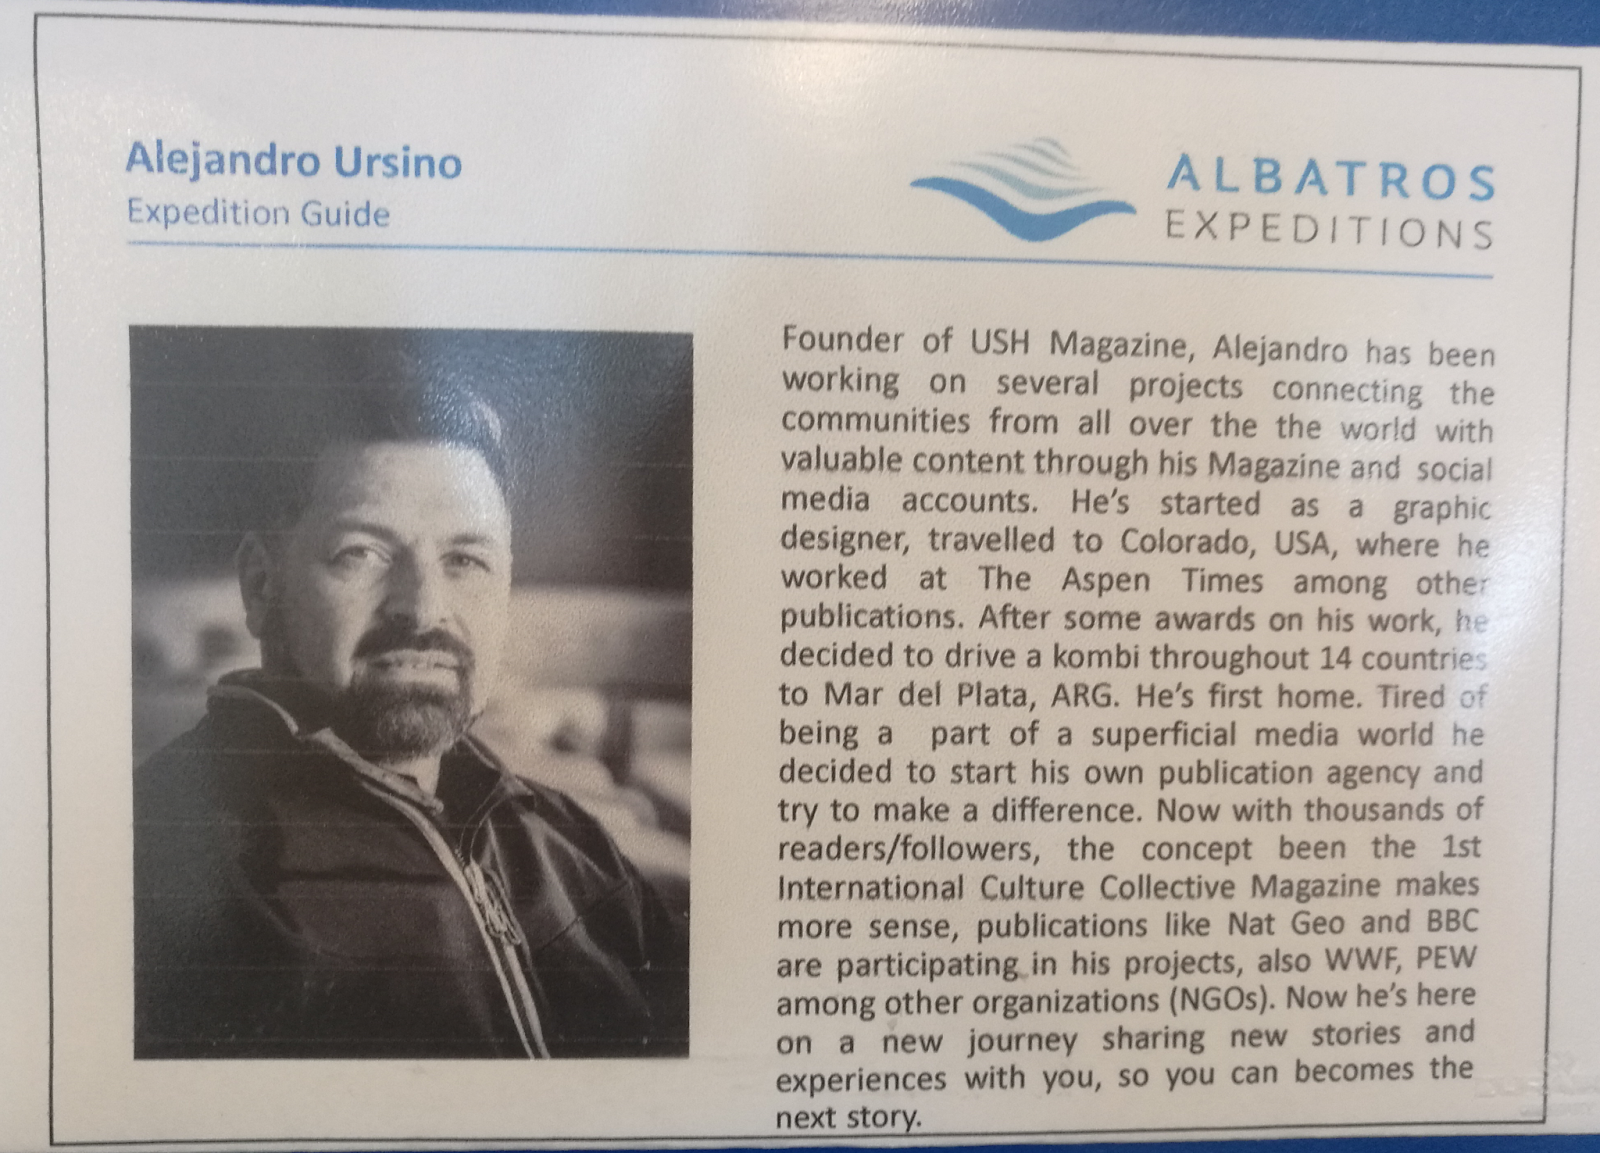 Alejandro Ursino
Expedition Guide
ALBATROS
EXPEDITIONS
Founder of USH Magazine, Alejandro has been
working on several projects connecting the
communities from all over the the world with
valuable content through his Magazine and social
media accounts. He's started as a graphic
designer, travelled to Colorado, USA, where he
worked at The Aspen Times among other
publications. After some awards on his work, he
decided to drive a kombi throughout 14 countries
to Mar del Plata, ARG. He's first home. Tired of
being a part of a superficial media world he
decided to start his own publication agency and
try to make a difference. Now with thousands of
readers/followers, the concept been the 1st
International Culture Collective Magazine makes
more sense, publications like Nat Geo and BBC
are participating in his projects, also WWF, PEW
among other organizations (NGOs). Now he's here
on a new journey sharing new stories and
experiences with you, so you can becomes the
next story.